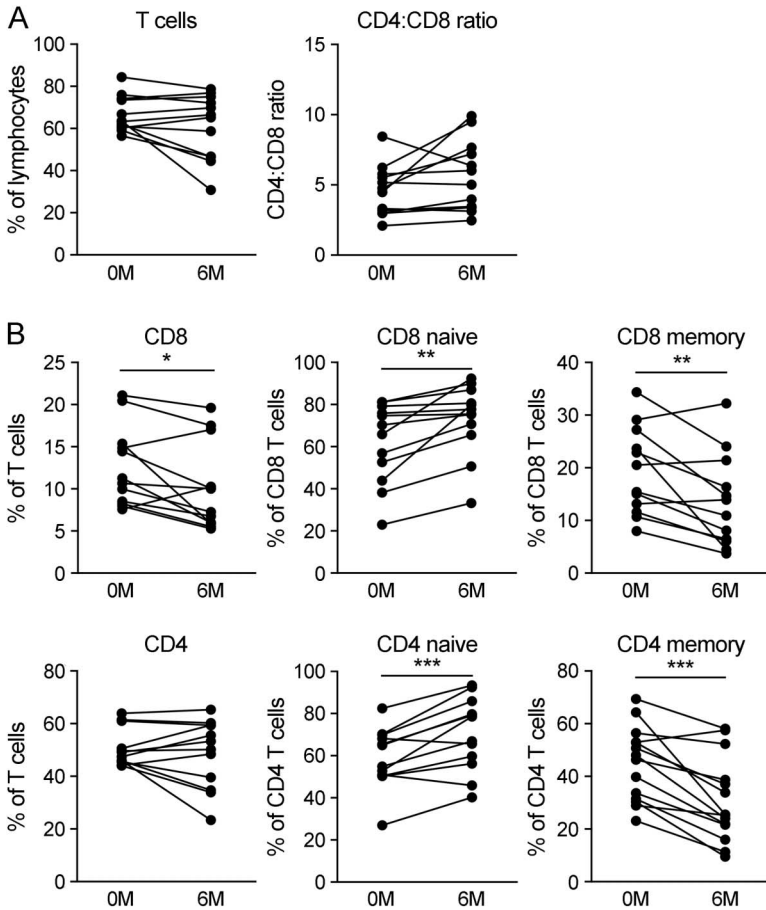 A
T cells
% of lymphocytes
100
80
60
40
20
0
0M 6M
CD4:CD8 ratio
CD4:CD8 ratio
15
10
5
0
0M 6M
B
CD8
*
% of T cells
25
20
15
10
5
0
0M 6M
CD8 naive
**
% of CD8 T cells
100
80
60
40
20
0
0M 6M
CD8 memory
**
% of CD8 T cells
40
30
20
10
0
0M 6M
CD4
% of T cells
80
60
40
20
0
0M 6M
CD4 naive
***
% of CD4 T cells
100
80
60
40
20
0
0M 6M
CD4 memory
***
% of CD4 T cells
80
60
40
20
0
0M 6M